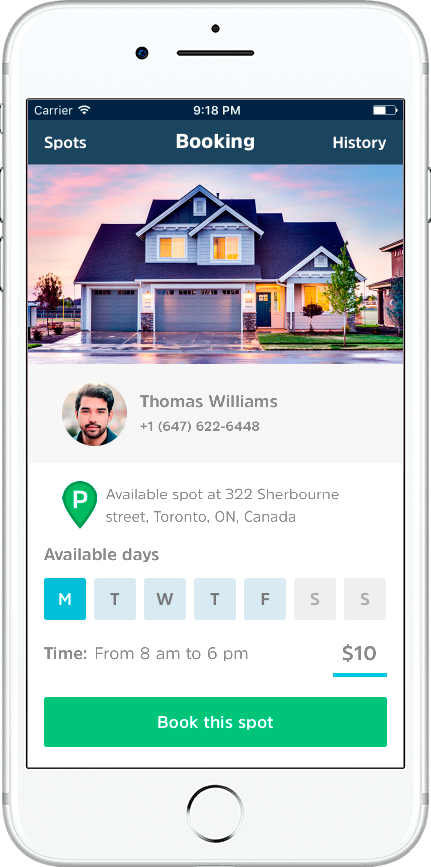 Carrier 9:18 PM
Spots Booking History
Thomas Williams
+1 (647) 622-6448
P
Available spot at 322 Sherbourne
street, Toronto, ON, Canada
Available days
M T W T F S S
Time: From 8 am to 6 pm $10
Book this spot